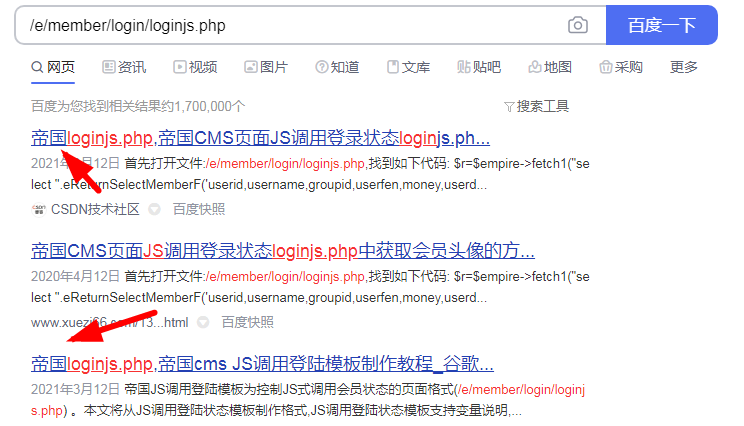 /e/member/login/loginjs.php
百度一下
网页 资讯 视频 图片 知道 文库 贴吧 地图 采购 更多
百度为您找到相关结果约1,700,000个 搜索工具
帝国loginjs.php,帝国CMS页面JS调用登录状态loginjs.ph...
月12日 首先打开文件:/e/member/login/loginjs.php,找到如下代码: $r=$empire->fetch1("se
lect ".eReturnSelectMemberF('userid,username,groupid,userfen,money,userd...
CSDN技术社区 百度快照
帝国CMS页面JS调用登录状态loginjs.php中获取会员头像的方...
2020年4月12日 首先打开文件:/e/member/login/loginjs.php,找到如下代码: $r=$empire->fetch1("se
lect ".eReturnSelectMemberF('userid,username,groupid,userfen,money,userd...
www.xuezi66.com/13...html 百度快照
帝国loginjs.php,帝国cms JS调用登陆模板制作教程_谷歌...
2021年3月12日 帝国JS调用登陆模板为控制JS式调用会员状态的页面格式(/e/member/login/loginj
s.php) 。本文将从JS调用登陆状态模板制作格式,JS调用登陆状态模板支持变量说明,...